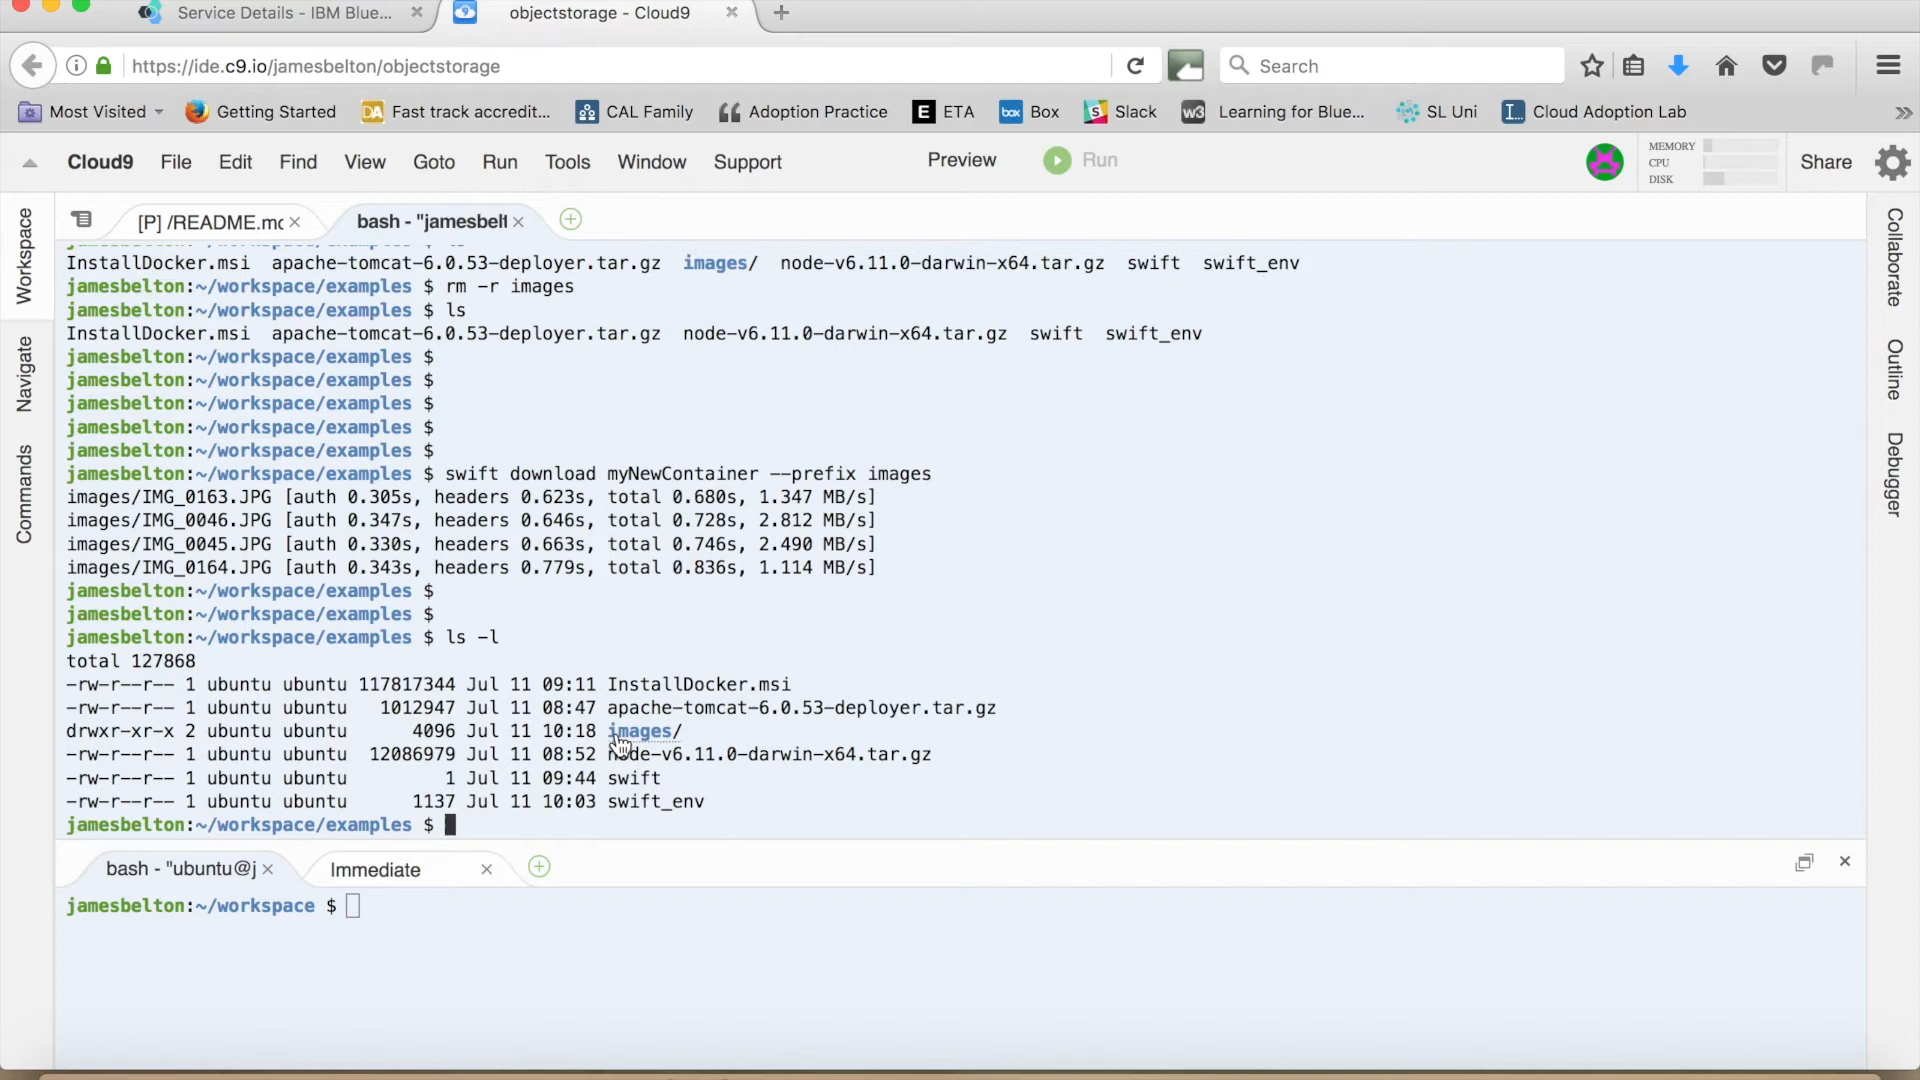 Service Details - IBM Blue...
objectstorage - Cloud9
https://ide.c9.io/jamesbelton/objectstorage
Search
Most Visited
Getting Started
DA Fast track accredit...
CAL Family
Adoption Practice
E ETA
box Box
S Slack
w3 Learning for Blue...
SL Uni
I... Cloud Adoption Lab
Cloud9 File Edit Find View Goto Run Tools Window Support Preview Run
MEMORY
CPU
DISK
Share
Workspace
Navigate
Commands
Collaborate
Outline
Debugger
[P] /README.mc
bash - "jamesbelt
InstallDocker.msi apache-tomcat-6.0.53-deployer.tar.gz images/ node-v6.11.0-darwin-x64.tar.gz swift swift_env
jamesbelton:~/workspace/examples $ rm -r images
jamesbelton:~/workspace/examples $ ls
InstallDocker.msi apache-tomcat-6.0.53-deployer.tar.gz node-v6.11.0-darwin-x64.tar.gz swift swift_env
jamesbelton:~/workspace/examples $
jamesbelton:~/workspace/examples $
jamesbelton:~/workspace/examples $
jamesbelton:~/workspace/examples $
jamesbelton:~/workspace/examples $
jamesbelton:~/workspace/examples $ swift download myNewContainer --prefix images
images/IMG_0163.JPG [auth 0.305s, headers 0.623s, total 0.680s, 1.347 MB/s]
images/IMG_0046.JPG [auth 0.347s, headers 0.646s, total 0.728s, 2.812 MB/s]
images/IMG_0045.JPG [auth 0.330s, headers 0.663s, total 0.746s, 2.490 MB/s]
images/IMG_0164.JPG [auth 0.343s, headers 0.779s, total 0.836s, 1.114 MB/s]
jamesbelton:~/workspace/examples $
jamesbelton:~/workspace/examples $
jamesbelton:~/workspace/examples $ ls -l
total 127868
-rw-r--r-- 1 ubuntu ubuntu 117817344 Jul 11 09:11 InstallDocker.msi
-rw-r--r-- 1 ubuntu ubuntu 1012947 Jul 11 08:47 apache-tomcat-6.0.53-deployer.tar.gz
drwxr-xr-x 2 ubuntu ubuntu 4096 Jul 11 10:18 images/
-rw-r--r-- 1 ubuntu ubuntu 12086979 Jul 11 08:52 node-v6.11.0-darwin-x64.tar.gz
-rw-r--r-- 1 ubuntu ubuntu 1 Jul 11 09:44 swift
-rw-r--r-- 1 ubuntu ubuntu 1137 Jul 11 10:03 swift_env
jamesbelton:~/workspace/examples $
bash - "ubuntu@j
Immediate
jamesbelton:~/workspace $